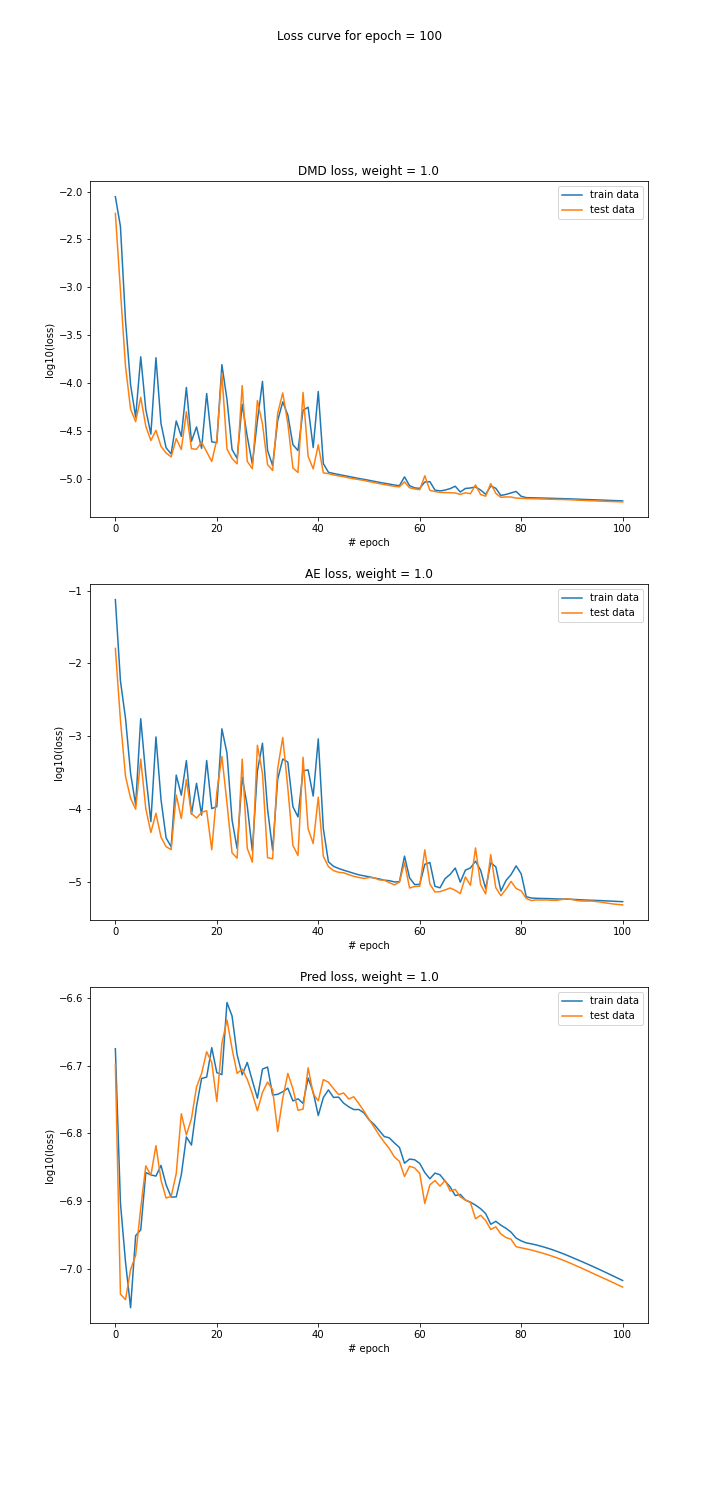 Loss curve for epoch = 100
DMD loss, weight = 1.0
−2.0
−2.5
−3.0
−3.5
−4.0
−4.5
−5.0
log10(loss)
train data
test data
0 20 40 60 80 100
# epoch
AE loss, weight = 1.0
−1
−2
−3
−4
−5
log10(loss)
train data
test data
0 20 40 60 80 100
# epoch
Pred loss, weight = 1.0
−6.6
−6.7
−6.8
−6.9
−7.0
log10(loss)
train data
test data
0 20 40 60 80 100
# epoch